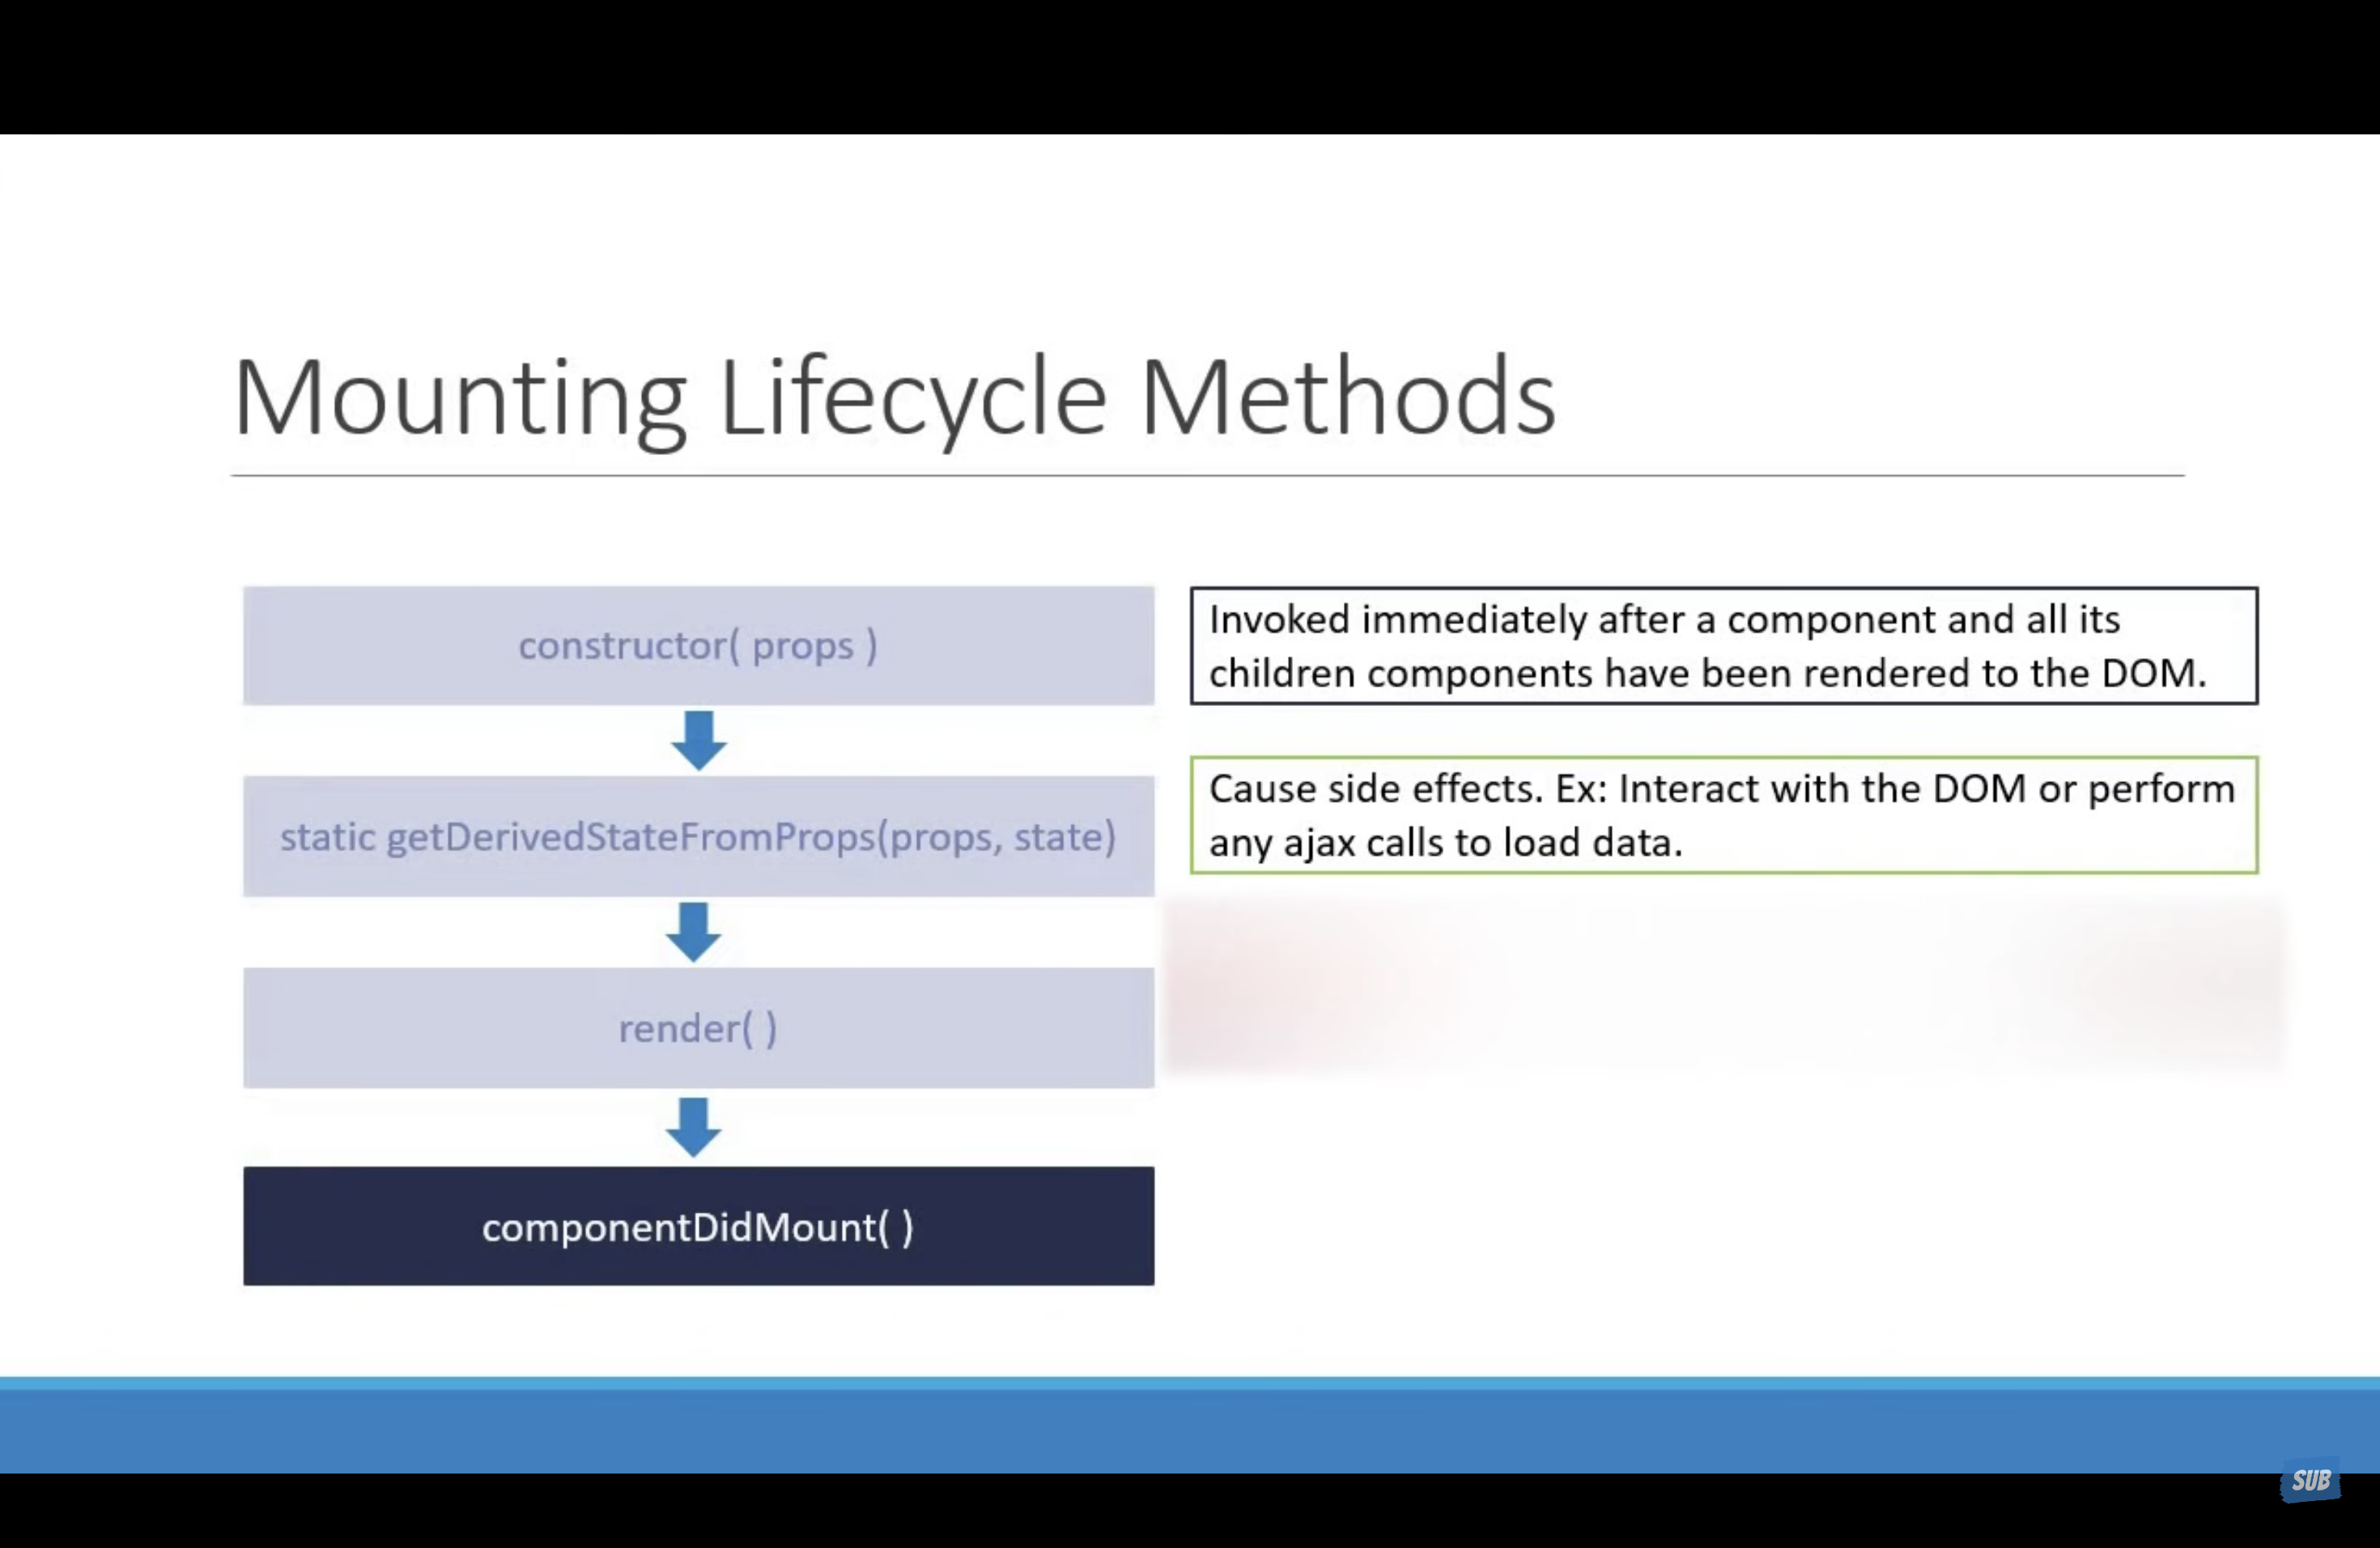 Mounting Lifecycle Methods
constructor( props )
static getDerivedStateFromProps(props, state)
render( )
componentDidMount( )
Invoked immediately after a component and all its
children components have been rendered to the DOM.
Cause side effects. Ex: Interact with the DOM or perform
any ajax calls to load data.
SUB